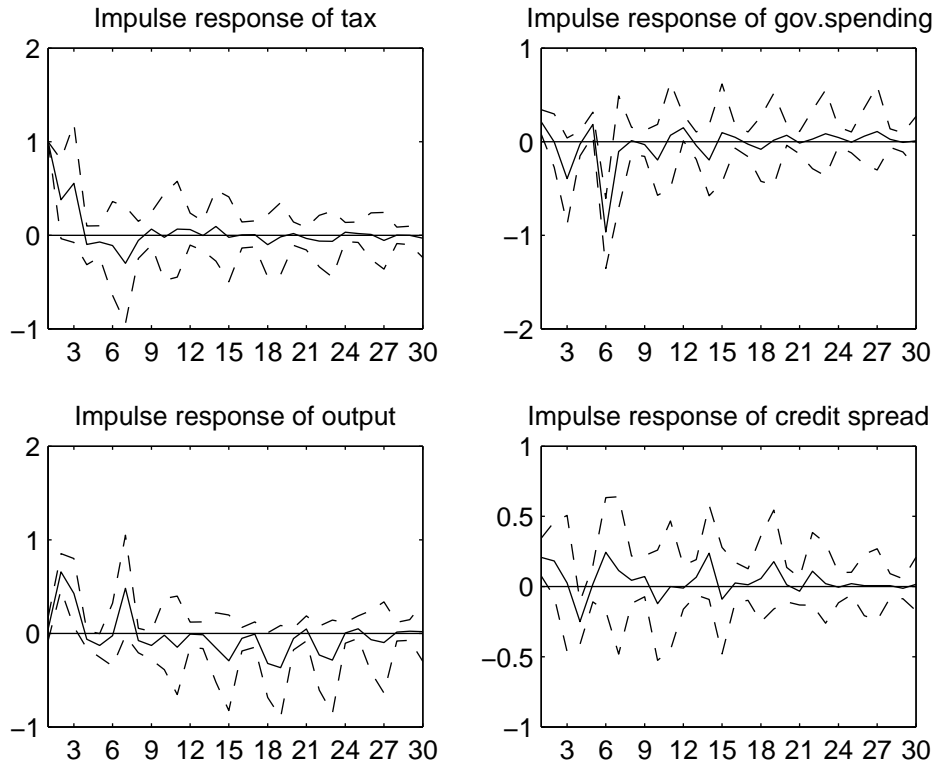 Impulse response of tax
2
1
0
−1
3 6 9 12 15 18 21 24 27 30
Impulse response of gov.spending
1
0
−1
−2
3 6 9 12 15 18 21 24 27 30
Impulse response of output
2
1
0
−1
3 6 9 12 15 18 21 24 27 30
Impulse response of credit spread
1
0.5
0
−0.5
−1
3 6 9 12 15 18 21 24 27 30